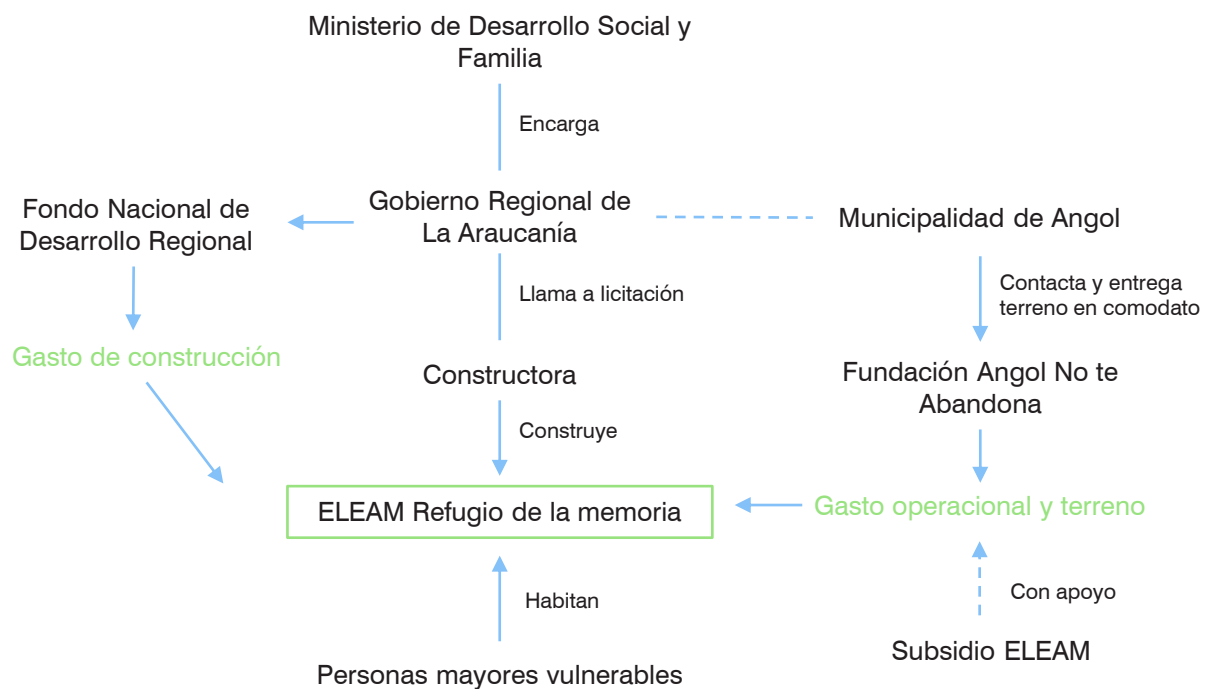 Ministerio de Desarrollo Social y
Familia
Encarga
Fondo Nacional de
Desarrollo Regional
Gobierno Regional de
La Araucanía
Municipalidad de Angol
Llama a licitación
Contacta y entrega
terreno en comodato
Gasto de construcción
Constructora
Fundación Angol No te
Abandona
Construye
ELEAM Refugio de la memoria
Gasto operacional y terreno
Habitan
Con apoyo
Personas mayores vulnerables
Subsidio ELEAM